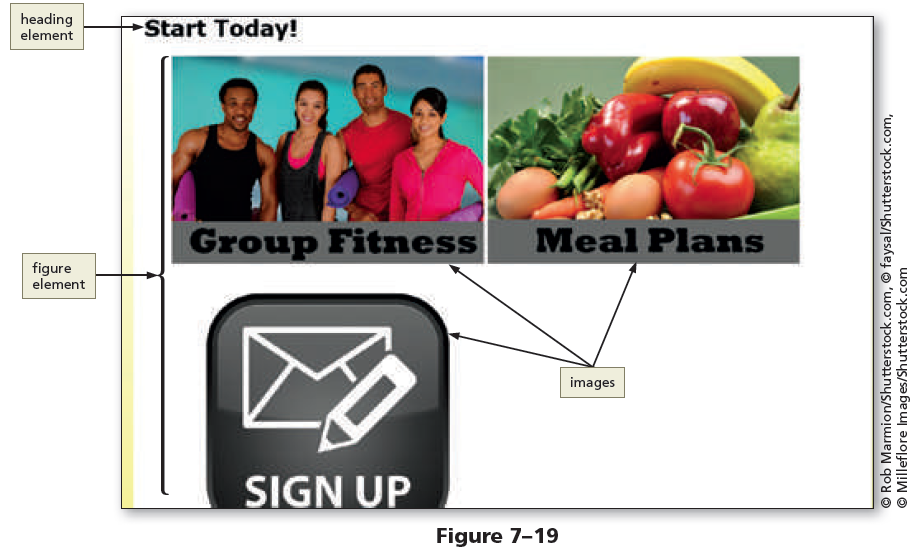 heading
element
Start Today!
Group Fitness
Meal Plans
figure
element
images
SIGN UP
© Rob Marmion/Shutterstock.com, © faysal/Shutterstock.com,
© Milleflore Images/Shutterstock.com
Figure 7–19